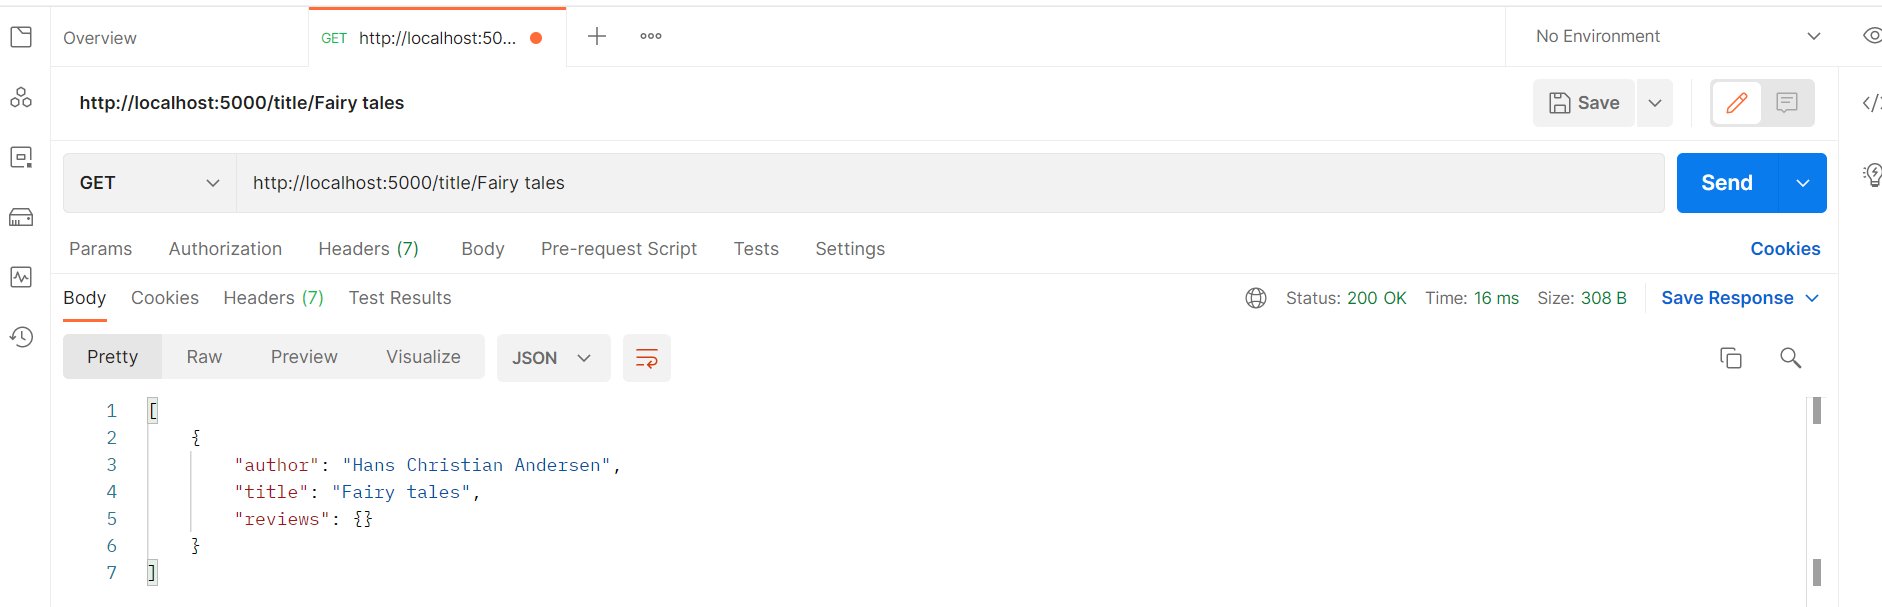 Overview
GET http://localhost:50...
No Environment
http://localhost:5000/title/Fairy tales
Save
GET
http://localhost:5000/title/Fairy tales
Send
Params Authorization Headers (7) Body Pre-request Script Tests Settings Cookies
Body Cookies Headers (7) Test Results Status: 200 OK Time: 16 ms Size: 308 B Save Response
Pretty Raw Preview Visualize JSON
1 [
2 {
3 "author": "Hans Christian Andersen",
4 "title": "Fairy tales",
5 "reviews": {}
6 }
7 ]